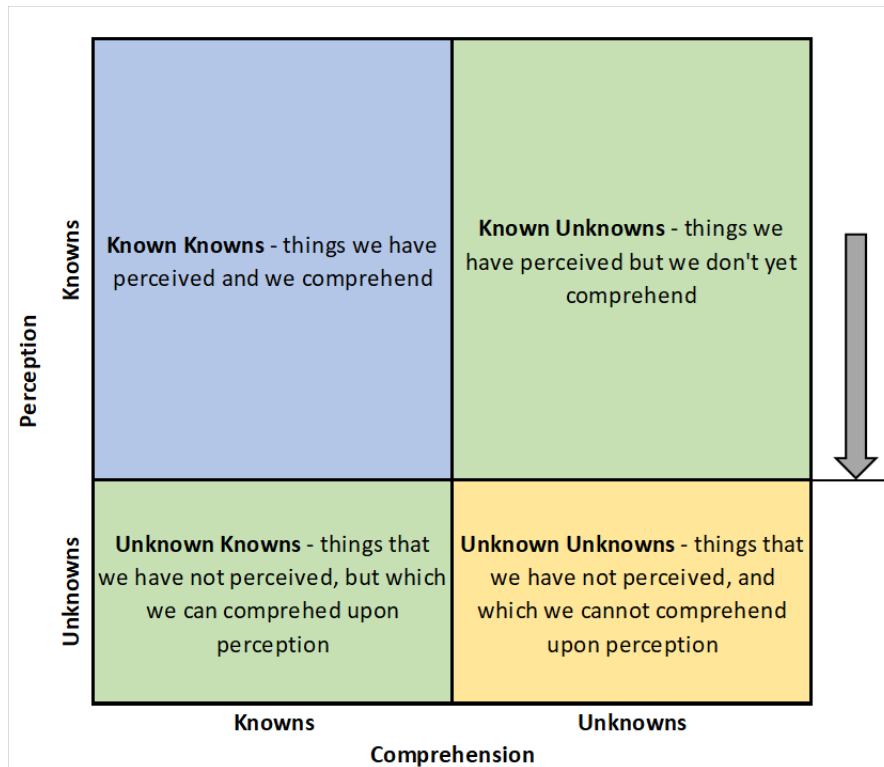 Perception
Knowns
Known Knowns - things we have
perceived and we comprehend
Known Unknowns - things we
have perceived but we don't yet
comprehend
Unknowns
Unknown Knowns - things that
we have not perceived, but which
we can comprehed upon
perception
Unknown Unknowns - things that
we have not perceived, and
which we cannot comprehend
upon perception
Knowns
Unknowns
Comprehension